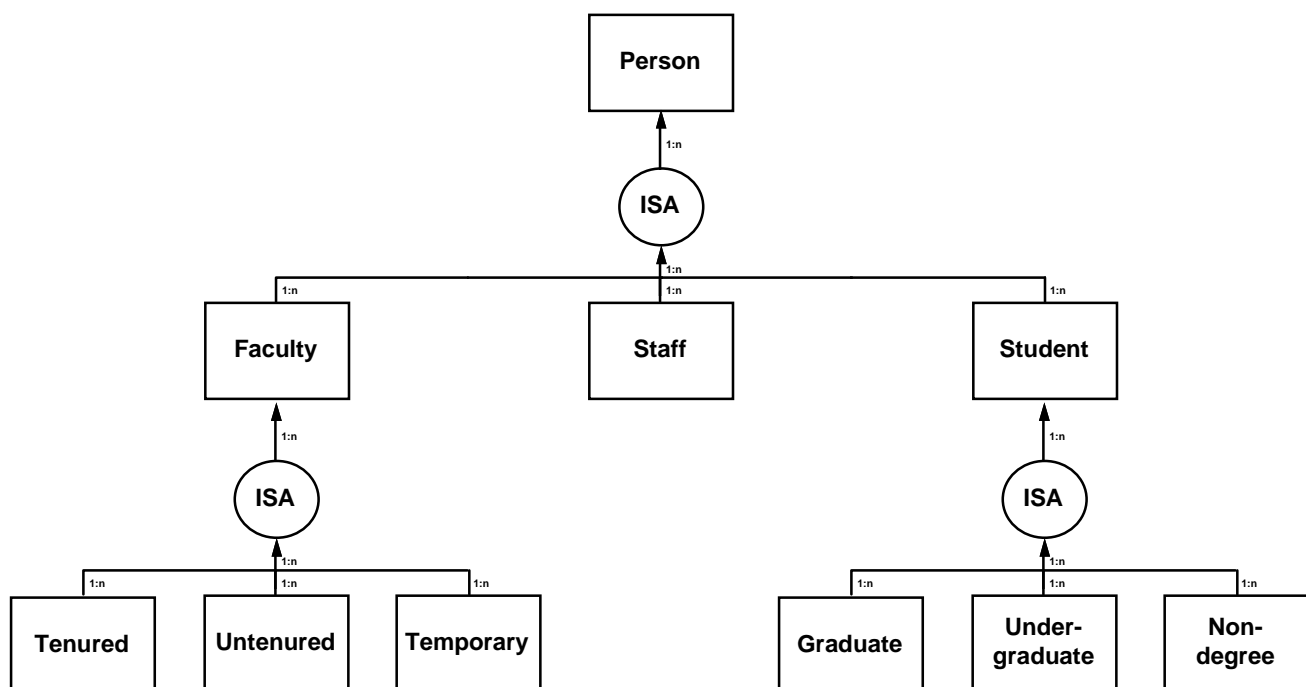 Person
1:n
ISA
1:n
1:n 1:n 1:n
Faculty Staff Student
1:n 1:n
ISA ISA
1:n 1:n
1:n 1:n 1:n 1:n 1:n 1:n
Tenured Untenured Temporary Graduate Under-
graduate Non-
degree